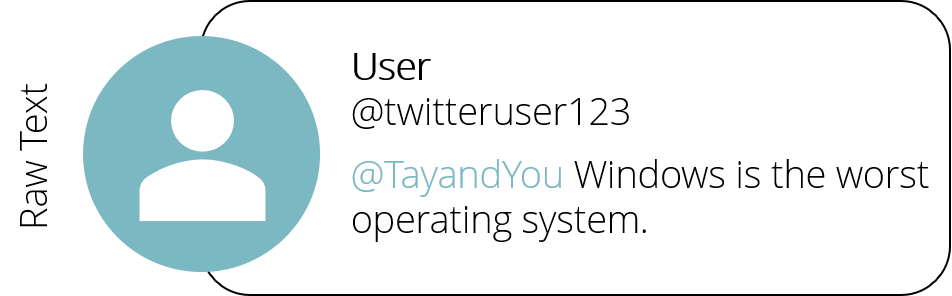 Raw Text
User
@twitteruser123
@TayandYou Windows is the worst
operating system.